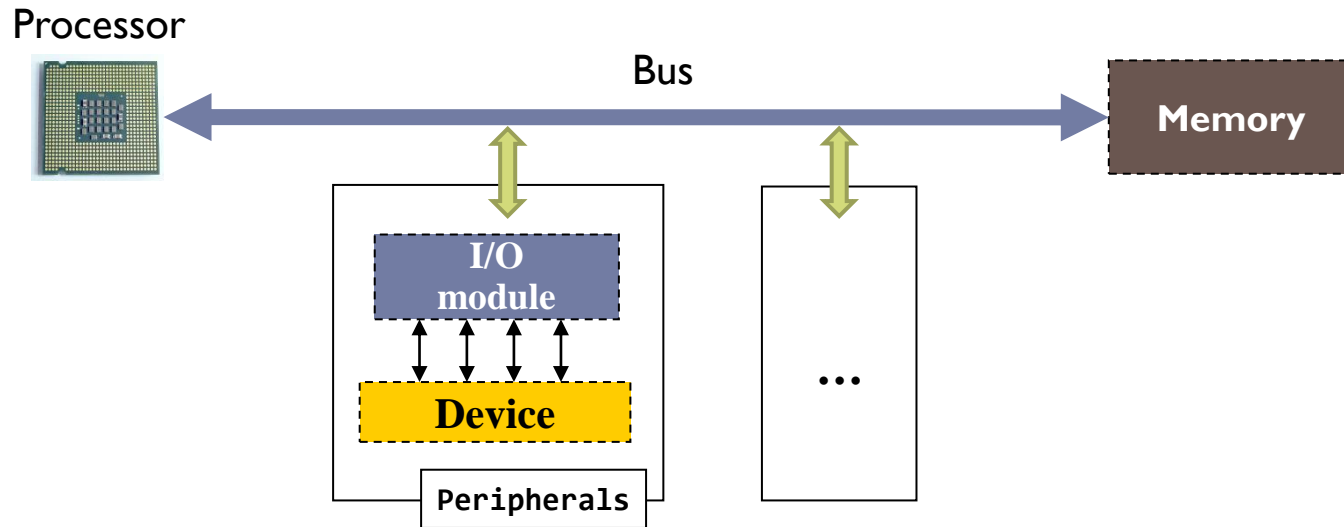 Processor
Bus
Memory
I/O
module
...
Device
Peripherals